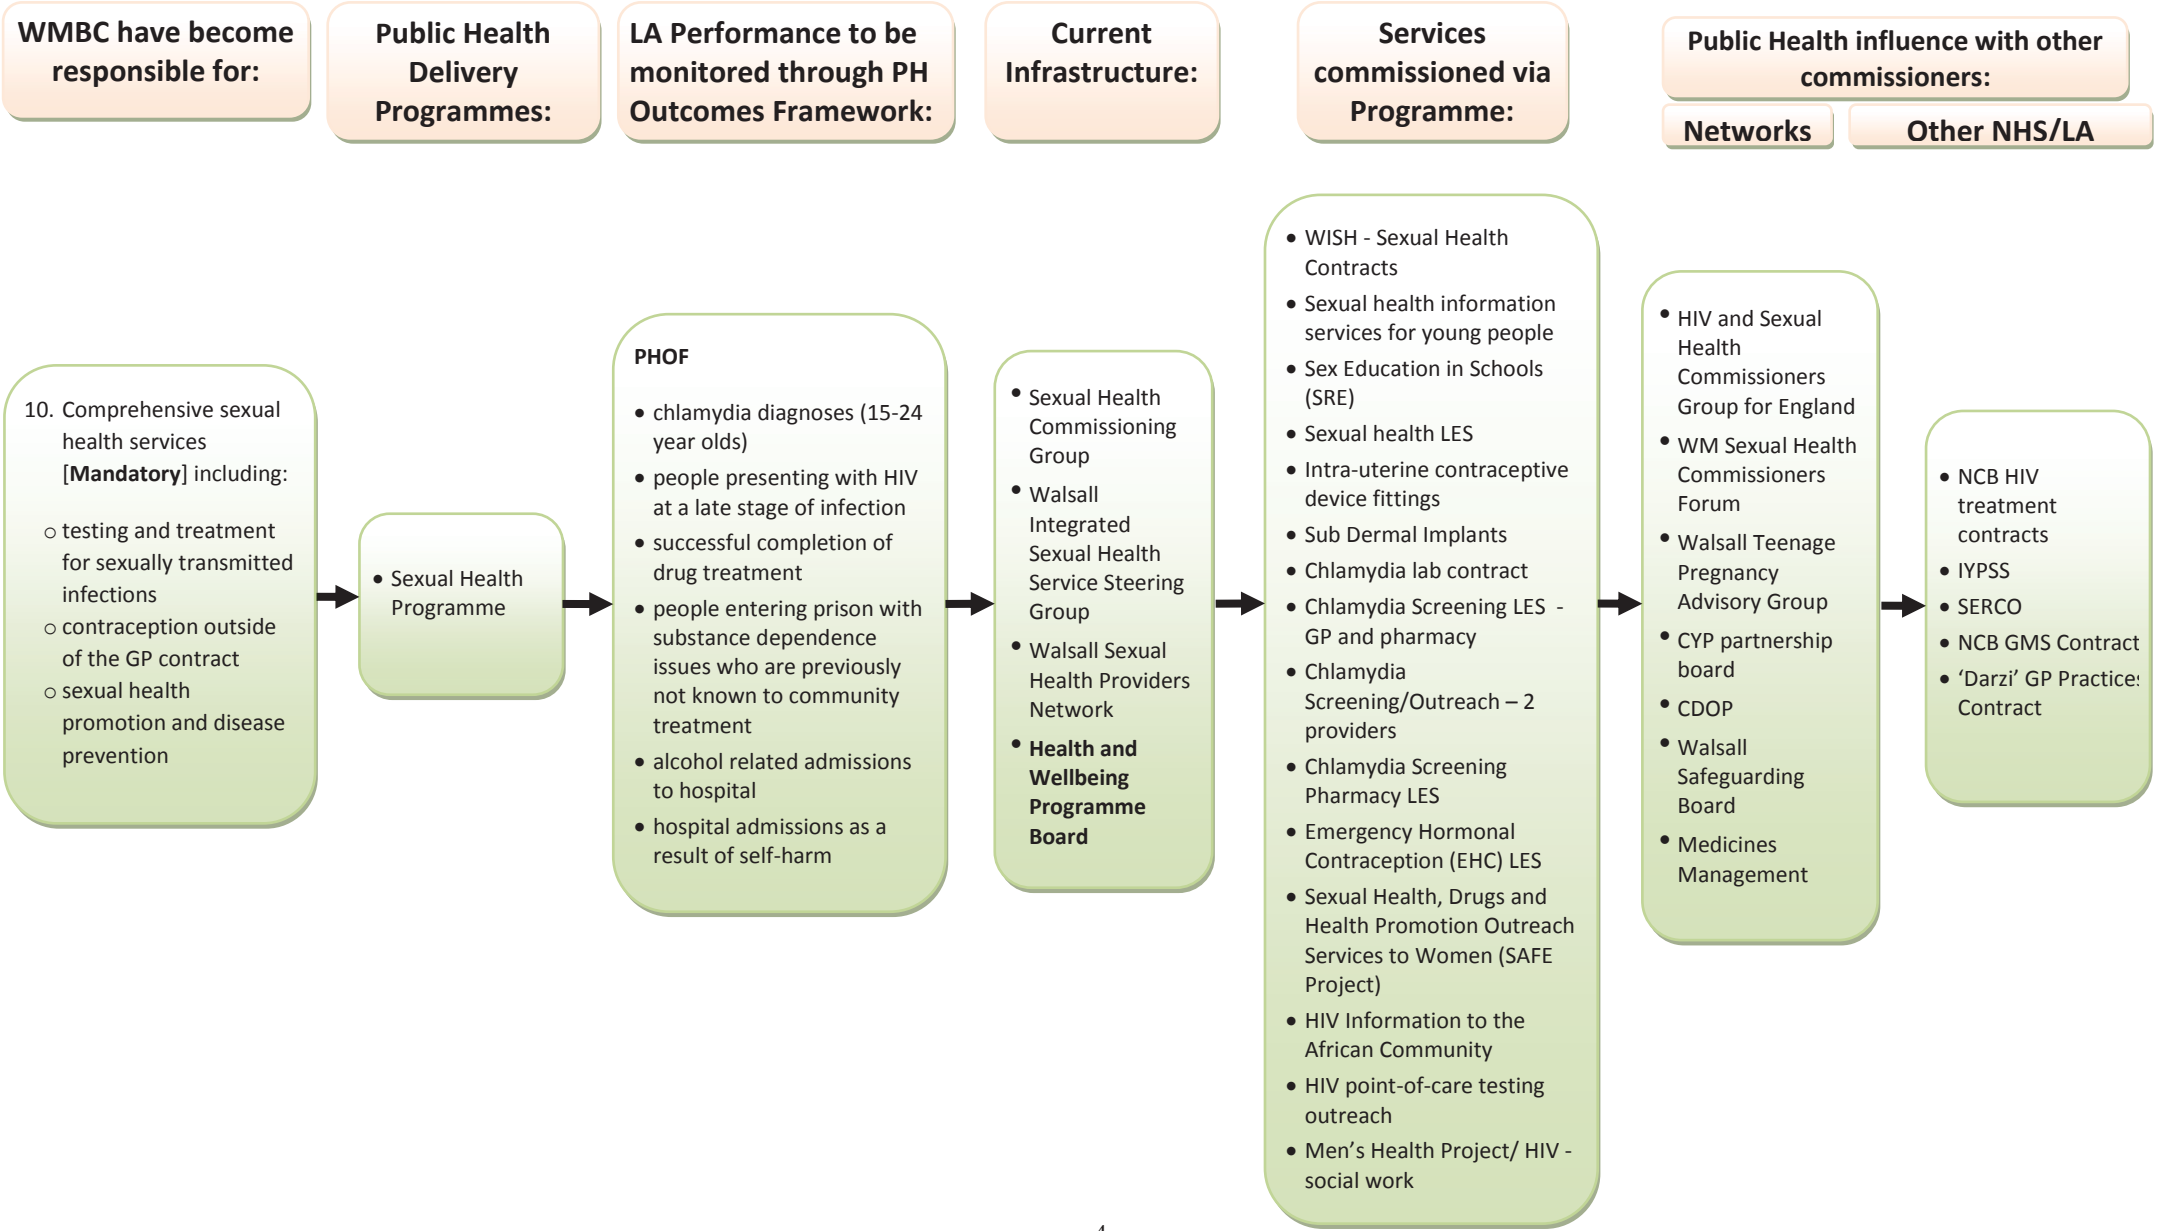 WMBC have become
responsible for:
Public Health
Delivery
Programmes:
LA Performance to be
monitored through PH
Outcomes Framework:
Current
Infrastructure:
Services
commissioned via
Programme:
Public Health influence with other
commissioners:
Networks
Other NHS/LA
10. Comprehensive sexual
health services
[Mandatory] including:
o testing and treatment
for sexually transmitted
infections
o contraception outside
of the GP contract
o sexual health
promotion and disease
prevention
• Sexual Health
Programme
PHOF
• chlamydia diagnoses (15-24
year olds)
• people presenting with HIV
at a late stage of infection
• successful completion of
drug treatment
• people entering prison with
substance dependence
issues who are previously
not known to community
treatment
• alcohol related admissions
to hospital
• hospital admissions as a
result of self-harm
• Sexual Health
Commissioning
Group
• Walsall
Integrated
Sexual Health
Service Steering
Group
• Walsall Sexual
Health Providers
Network
• Health and
Wellbeing
Programme
Board
• WISH - Sexual Health
Contracts
• Sexual health information
services for young people
• Sex Education in Schools
(SRE)
• Sexual health LES
• Intra-uterine contraceptive
device fittings
• Sub Dermal Implants
• Chlamydia lab contract
• Chlamydia Screening LES -
GP and pharmacy
• Chlamydia
Screening/Outreach – 2
providers
• Chlamydia Screening
Pharmacy LES
• Emergency Hormonal
Contraception (EHC) LES
• Sexual Health, Drugs and
Health Promotion Outreach
Services to Women (SAFE
Project)
• HIV Information to the
African Community
• HIV point-of-care testing
outreach
• Men’s Health Project/ HIV -
social work
• HIV and Sexual
Health
Commissioners
Group for England
• WM Sexual Health
Commissioners
Forum
• Walsall Teenage
Pregnancy
Advisory Group
• CYP partnership
board
• CDOP
• Walsall
Safeguarding
Board
• Medicines
Management
• NCB HIV
treatment
contracts
• IYPSS
• SERCO
• NCB GMS Contract
• ‘Darzi’ GP Practices
Contract